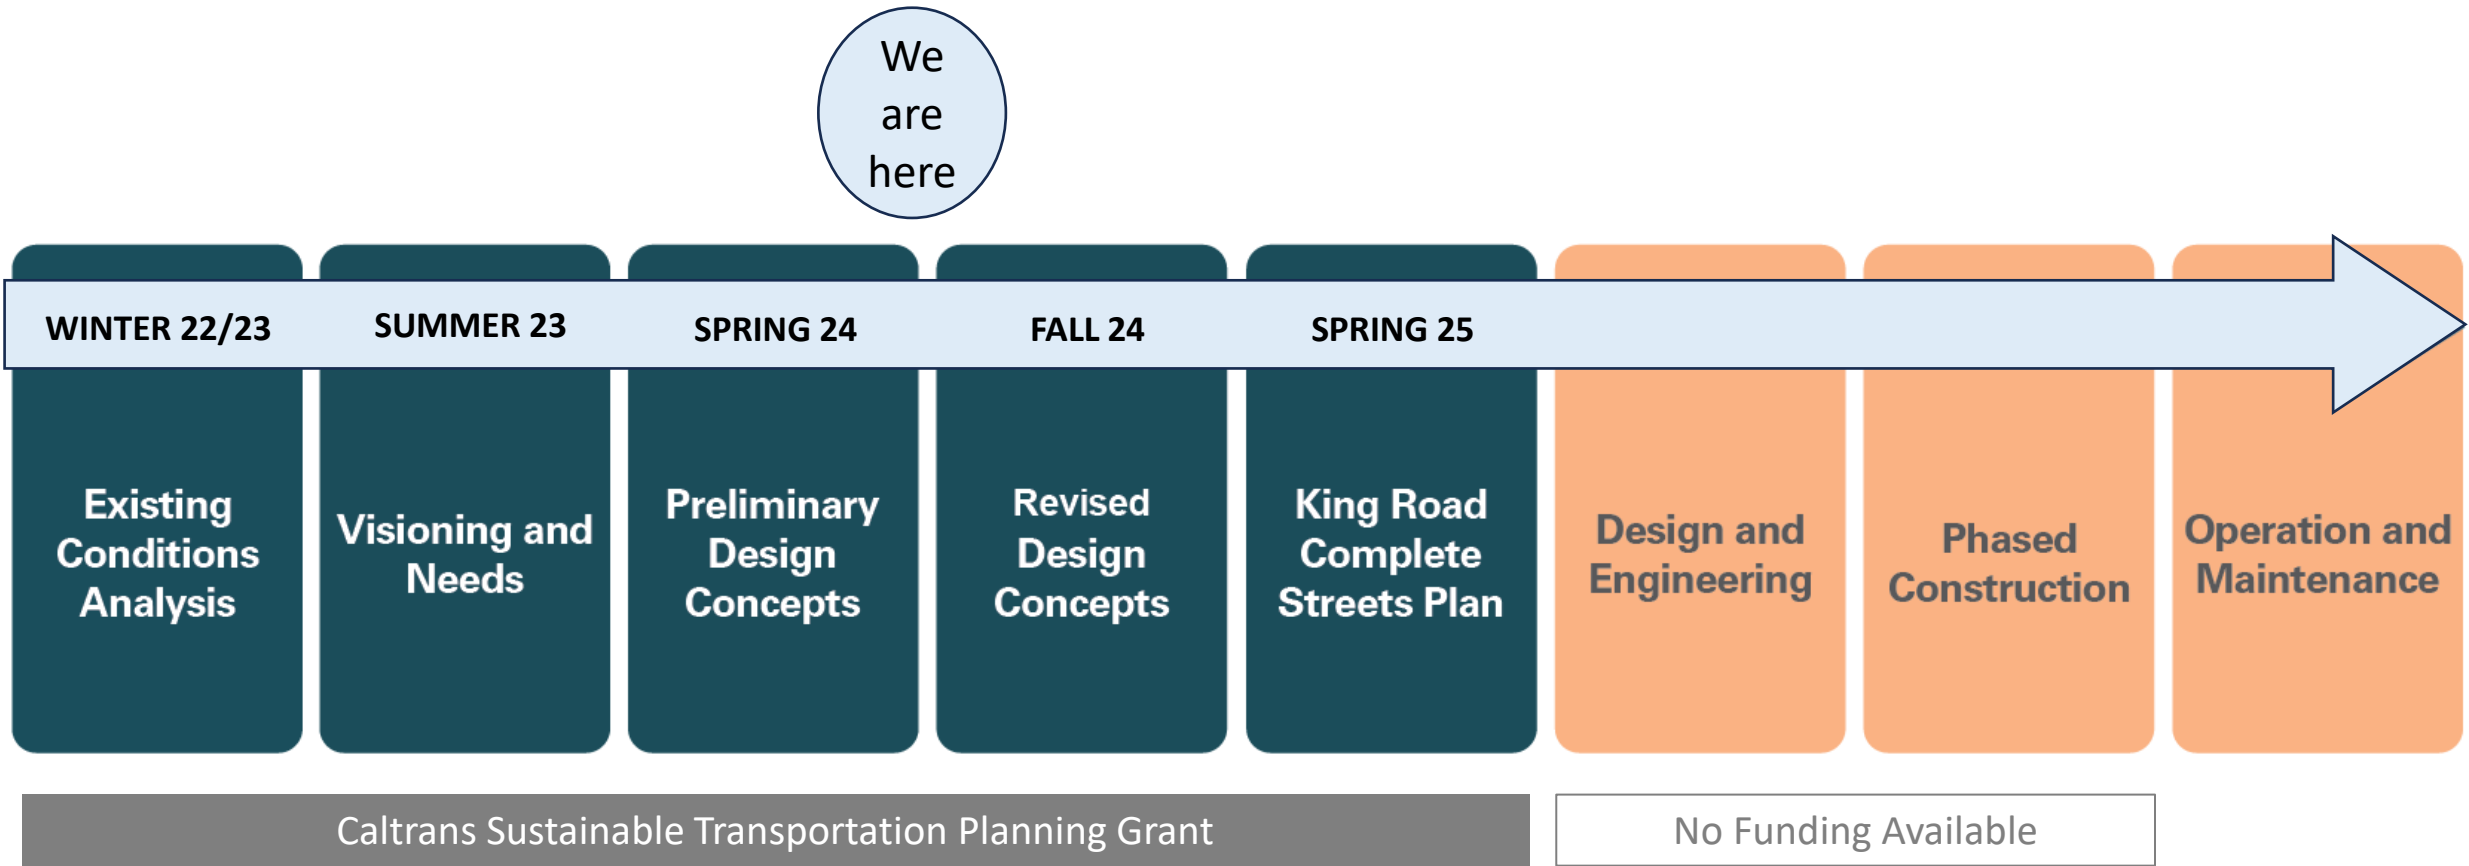 We
are
here
WINTER 22/23
SUMMER 23
SPRING 24
FALL 24
SPRING 25
Existing
Conditions
Analysis
Visioning and
Needs
Preliminary
Design
Concepts
Revised
Design
Concepts
King Road
Complete
Streets Plan
Design and
Engineering
Phased
Construction
Operation and
Maintenance
Caltrans Sustainable Transportation Planning Grant
No Funding Available